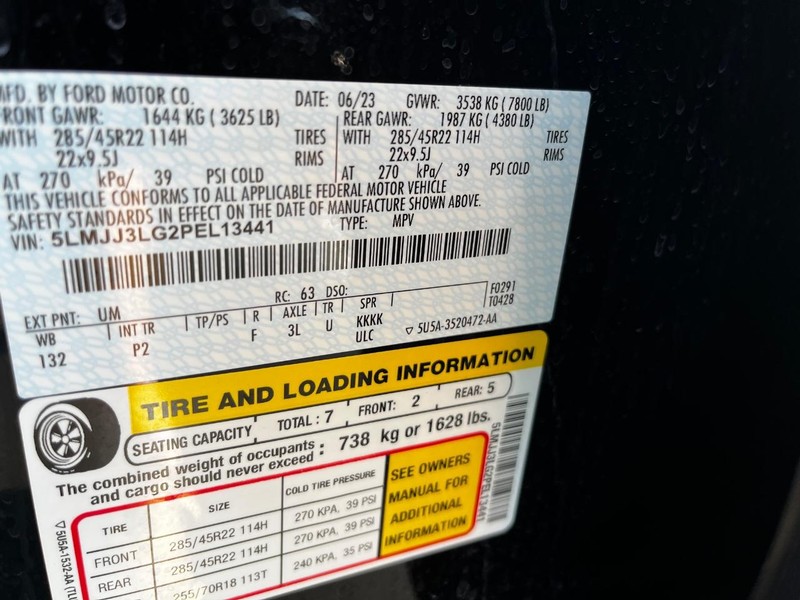 MFD. BY FORD MOTOR CO. DATE: 06/23 GVWR: 3538 KG ( 7800 LB)
FRONT GAWR: 1644 KG ( 3625 LB) REAR GAWR: 1987 KG ( 4380 LB)
WITH 285/45R22 114H TIRES WITH 285/45R22 114H TIRES
22x9.5J RIMS 22x9.5J RIMS
AT 270 kPa/ 39 PSI COLD AT 270 kPa/ 39 PSI COLD
THIS VEHICLE CONFORMS TO ALL APPLICABLE FEDERAL MOTOR VEHICLE
SAFETY STANDARDS IN EFFECT ON THE DATE OF MANUFACTURE SHOWN ABOVE.
VIN: 5LMJJ3LG2PEL13441 TYPE: MPV
EXT PNT: UM RC: 63 DSO: F0291
T0428
WB INT TR TP/PS R AXLE TR SPR
132 P2 F 3L U KKKK
ULC 5U5A-3520472-AA
TIRE AND LOADING INFORMATION
SEATING CAPACITY TOTAL : 7 FRONT: 2 REAR: 5
The combined weight of occupants
and cargo should never exceed : 738 kg or 1628 lbs.
TIRE SIZE COLD TIRE PRESSURE
FRONT 285/45R22 114H 270 KPA, 39 PSI
REAR 285/45R22 114H 270 KPA, 39 PSI
255/70R18 113T 240 KPA, 35 PSI
SEE OWNERS
MANUAL FOR
ADDITIONAL
INFORMATION
5LMJJ3LG2PEL13441
5U5A-1532-AA